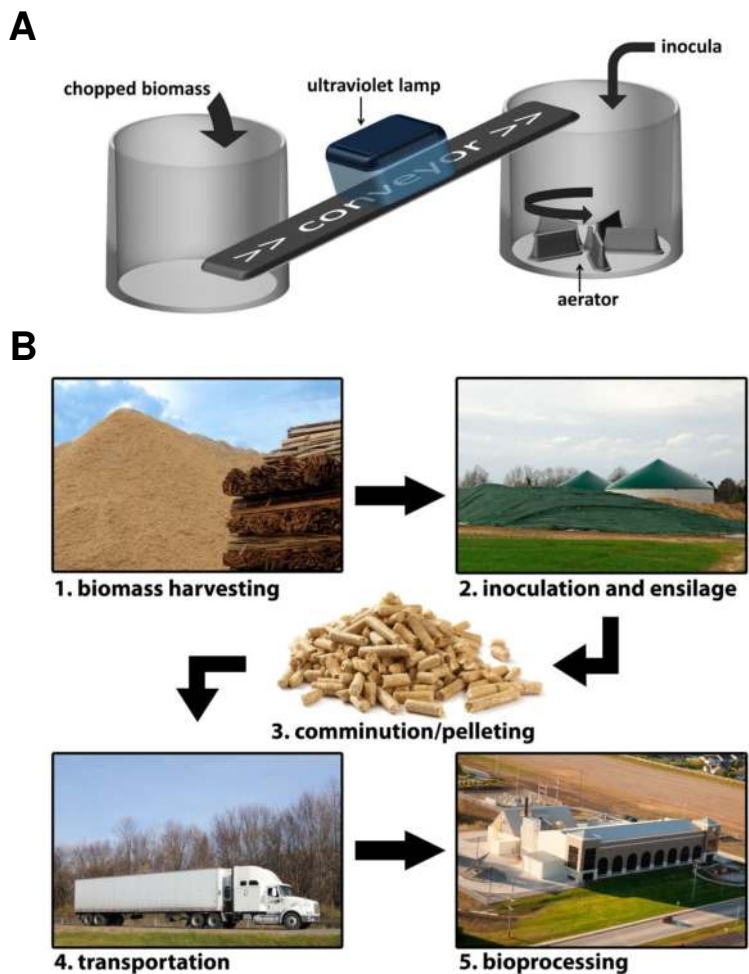 A
inocula
chopped biomass
ultraviolet lamp
>> conveyor >>
aerator
B
1. biomass harvesting
2. inoculation and ensilage
3. comminution/pelleting
4. transportation
5. bioprocessing